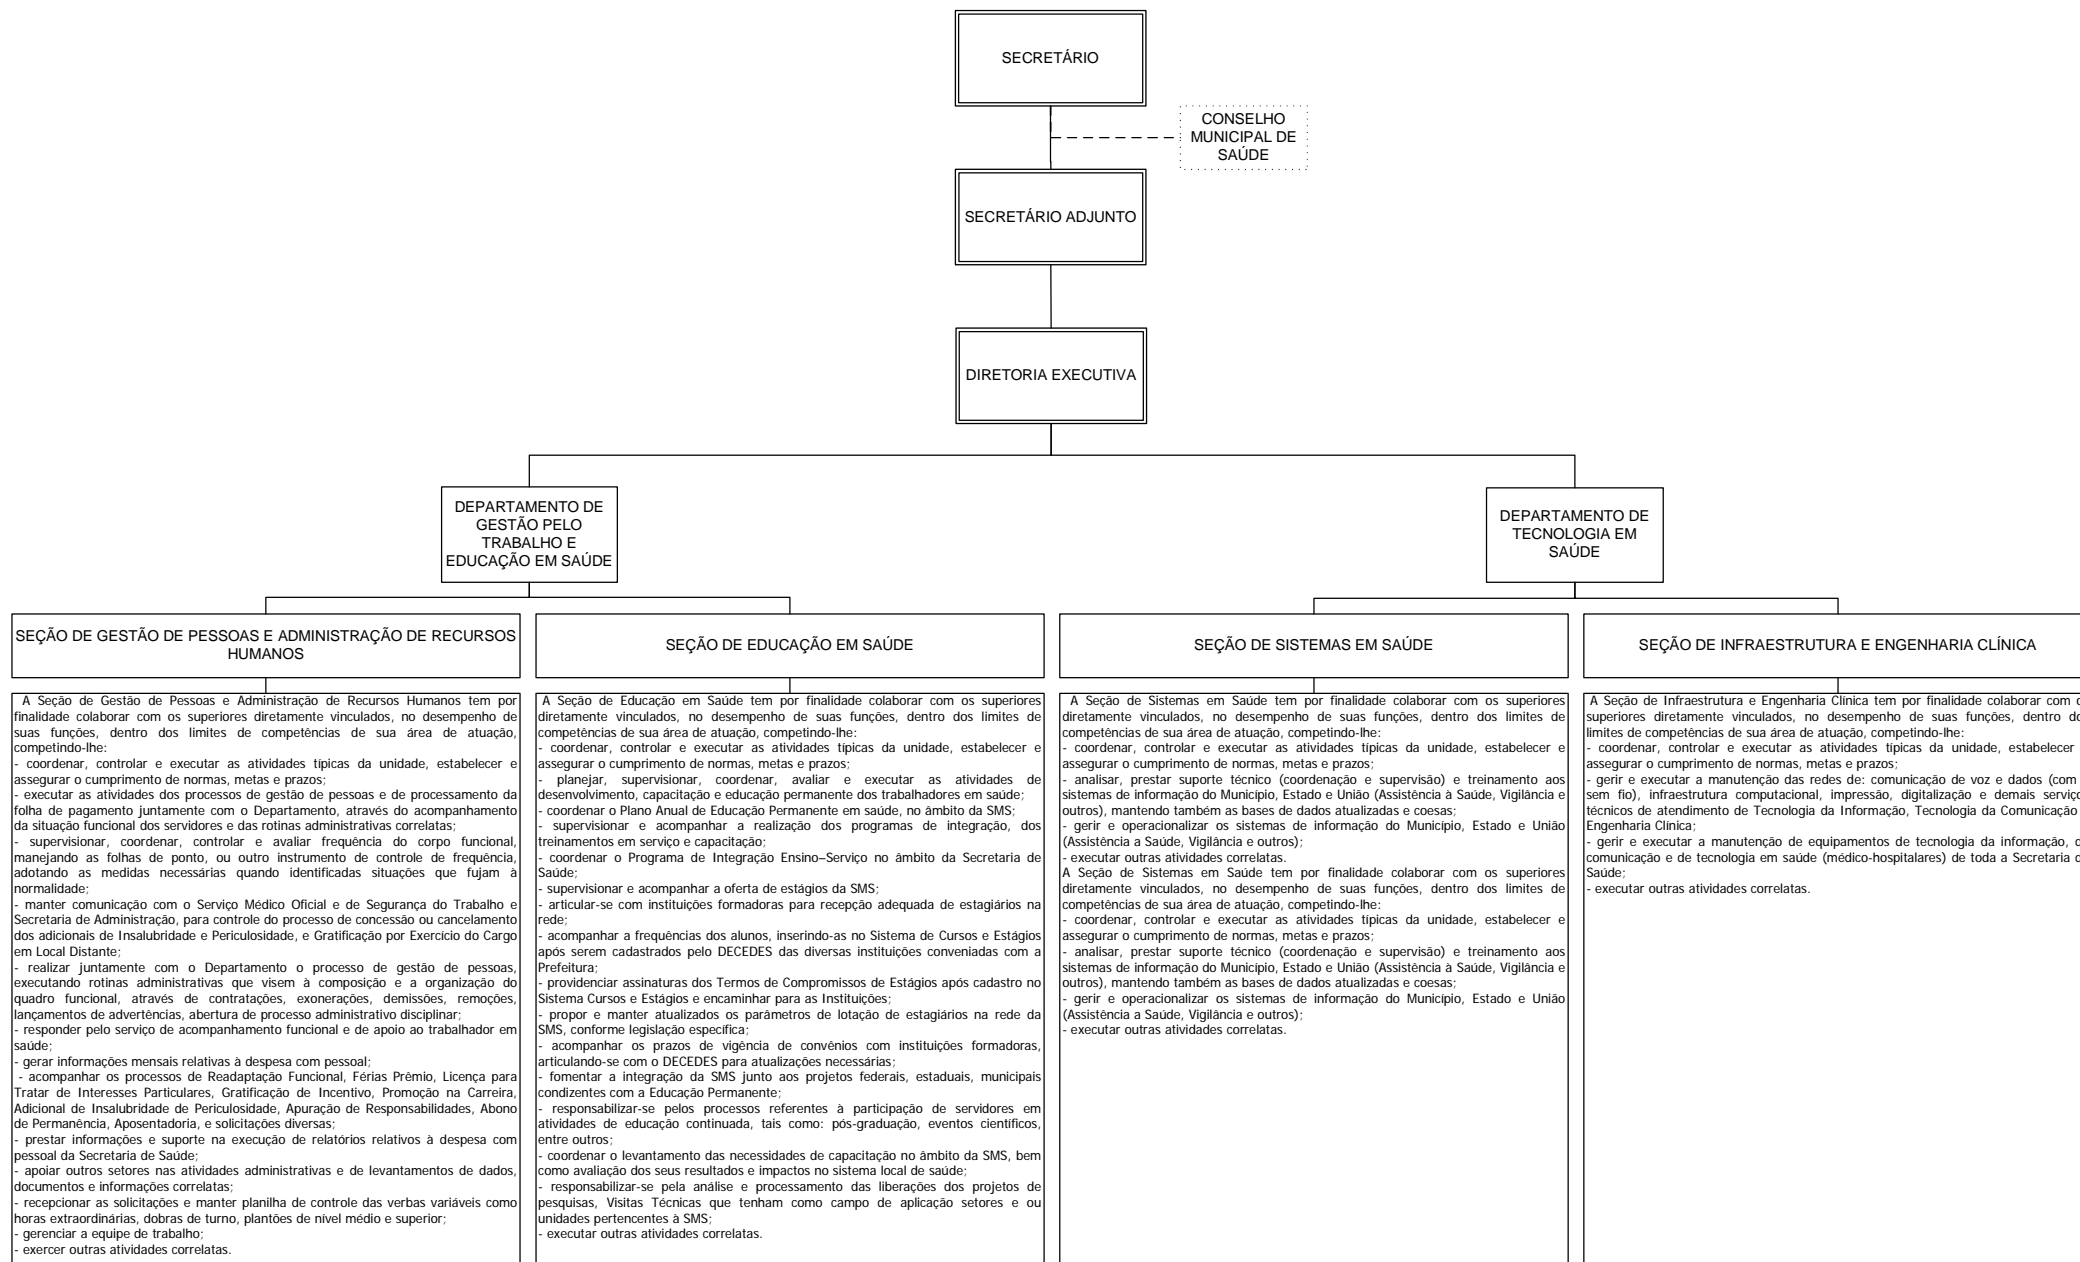 SECRETÁRIO
CONSELHO
MUNICIPAL DE
SAÚDE
SECRETÁRIO ADJUNTO
DIRETORIA EXECUTIVA
DEPARTAMENTO DE
GESTÃO PELO
TRABALHO E
EDUCAÇÃO EM SAÚDE
DEPARTAMENTO DE
TECNOLOGIA EM
SAÚDE
SEÇÃO DE GESTÃO DE PESSOAS E ADMINISTRAÇÃO DE RECURSOS
HUMANOS
A Seção de Gestão de Pessoas e Administração de Recursos Humanos tem por
finalidade colaborar com os superiores diretamente vinculados, no desempenho de
suas funções, dentro dos limites de competências de sua área de atuação,
competindo-lhe:
- coordenar, controlar e executar as atividades típicas da unidade, estabelecer e
assegurar o cumprimento de normas, metas e prazos;
- executar as atividades dos processos de gestão de pessoas e de processamento da
folha de pagamento juntamente com o Departamento, através do acompanhamento
da situação funcional dos servidores e das rotinas administrativas correlatas;
- supervisionar, coordenar, controlar e avaliar frequência do corpo funcional,
manejando as folhas de ponto, ou outro instrumento de controle de frequência,
adotando as medidas necessárias quando identificadas situações que fujam à
normalidade;
- manter comunicação com o Serviço Médico Oficial e de Segurança do Trabalho e
Secretaria de Administração, para controle do processo de concessão ou cancelamento
dos adicionais de Insalubridade e Periculosidade, e Gratificação por Exercício do Cargo
em Local Distante;
- realizar juntamente com o Departamento o processo de gestão de pessoas,
executando rotinas administrativas que visem à composição e a organização do
quadro funcional, através de contratações, exonerações, demissões, remoções,
lançamentos de advertências, abertura de processo administrativo disciplinar;
- responder pelo serviço de acompanhamento funcional e de apoio ao trabalhador em
saúde;
- gerar informações mensais relativas à despesa com pessoal;
- acompanhar os processos de Readaptação Funcional, Férias Prêmio, Licença para
Tratar de Interesses Particulares, Gratificação de Incentivo, Promoção na Carreira,
Adicional de Insalubridade de Periculosidade, Apuração de Responsabilidades, Abono
de Permanência, Aposentadoria, e solicitações diversas;
- prestar informações e suporte na execução de relatórios relativos à despesa com
pessoal da Secretaria de Saúde;
- apoiar outros setores nas atividades administrativas e de levantamentos de dados,
documentos e informações correlatas;
- recepcionar as solicitações e manter planilha de controle das verbas variáveis como
horas extraordinárias, dobras de turno, plantões de nível médio e superior;
- gerenciar a equipe de trabalho;
- exercer outras atividades correlatas.
SEÇÃO DE EDUCAÇÃO EM SAÚDE
A Seção de Educação em Saúde tem por finalidade colaborar com os superiores
diretamente vinculados, no desempenho de suas funções, dentro dos limites de
competências de sua área de atuação, competindo-lhe:
- coordenar, controlar e executar as atividades típicas da unidade, estabelecer e
assegurar o cumprimento de normas, metas e prazos;
- planejar, supervisionar, coordenar, avaliar e executar as atividades de
desenvolvimento, capacitação e educação permanente dos trabalhadores em saúde;
- coordenar o Plano Anual de Educação Permanente em saúde, no âmbito da SMS;
- supervisionar e acompanhar a realização dos programas de integração, dos
treinamentos em serviço e capacitação;
- coordenar o Programa de Integração Ensino–Serviço no âmbito da Secretaria de
Saúde;
- supervisionar e acompanhar a oferta de estágios da SMS;
- articular-se com instituições formadoras para recepção adequada de estagiários na
rede;
- acompanhar a frequências dos alunos, inserindo-as no Sistema de Cursos e Estágios
após serem cadastrados pelo DECEDES das diversas instituições conveniadas com a
Prefeitura;
- providenciar assinaturas dos Termos de Compromissos de Estágios após cadastro no
Sistema Cursos e Estágios e encaminhar para as Instituições;
- propor e manter atualizados os parâmetros de lotação de estagiários na rede da
SMS, conforme legislação específica;
- acompanhar os prazos de vigência de convênios com instituições formadoras,
articulando-se com o DECEDES para atualizações necessárias;
- fomentar a integração da SMS junto aos projetos federais, estaduais, municipais
condizentes com a Educação Permanente;
- responsabilizar-se pelos processos referentes à participação de servidores em
atividades de educação continuada, tais como: pós-graduação, eventos científicos,
entre outros;
- coordenar o levantamento das necessidades de capacitação no âmbito da SMS, bem
como avaliação dos seus resultados e impactos no sistema local de saúde;
- responsabilizar-se pela análise e processamento das liberações dos projetos de
pesquisas, Visitas Técnicas que tenham como campo de aplicação setores e ou
unidades pertencentes à SMS;
- executar outras atividades correlatas.
SEÇÃO DE SISTEMAS EM SAÚDE
A Seção de Sistemas em Saúde tem por finalidade colaborar com os superiores
diretamente vinculados, no desempenho de suas funções, dentro dos limites de
competências de sua área de atuação, competindo-lhe:
- coordenar, controlar e executar as atividades típicas da unidade, estabelecer e
assegurar o cumprimento de normas, metas e prazos;
- analisar, prestar suporte técnico (coordenação e supervisão) e treinamento aos
sistemas de informação do Município, Estado e União (Assistência à Saúde, Vigilância e
outros), mantendo também as bases de dados atualizadas e coesas;
- gerir e operacionalizar os sistemas de informação do Município, Estado e União
(Assistência a Saúde, Vigilância e outros);
- executar outras atividades correlatas.
A Seção de Sistemas em Saúde tem por finalidade colaborar com os superiores
diretamente vinculados, no desempenho de suas funções, dentro dos limites de
competências de sua área de atuação, competindo-lhe:
- coordenar, controlar e executar as atividades típicas da unidade, estabelecer e
assegurar o cumprimento de normas, metas e prazos;
- analisar, prestar suporte técnico (coordenação e supervisão) e treinamento aos
sistemas de informação do Município, Estado e União (Assistência à Saúde, Vigilância e
outros), mantendo também as bases de dados atualizadas e coesas;
- gerir e operacionalizar os sistemas de informação do Município, Estado e União
(Assistência a Saúde, Vigilância e outros);
- executar outras atividades correlatas.
SEÇÃO DE INFRAESTRUTURA E ENGENHARIA CLÍNICA
A Seção de Infraestrutura e Engenharia Clínica tem por finalidade colaborar com
superiores diretamente vinculados, no desempenho de suas funções, dentro
limites de competências de sua área de atuação, competindo-lhe:
- coordenar, controlar e executar as atividades típicas da unidade, estabelecer
assegurar o cumprimento de normas, metas e prazos;
- gerir e executar a manutenção das redes de: comunicação de voz e dados (com
sem fio), infraestrutura computacional, impressão, digitalização e demais
técnicos de atendimento de Tecnologia da Informação, Tecnologia da Comunicação
Engenharia Clínica;
- gerir e executar a manutenção de equipamentos de tecnologia da informação,
comunicação e de tecnologia em saúde (médico-hospitalares) de toda a Secretaria
Saúde;
- executar outras atividades correlatas.